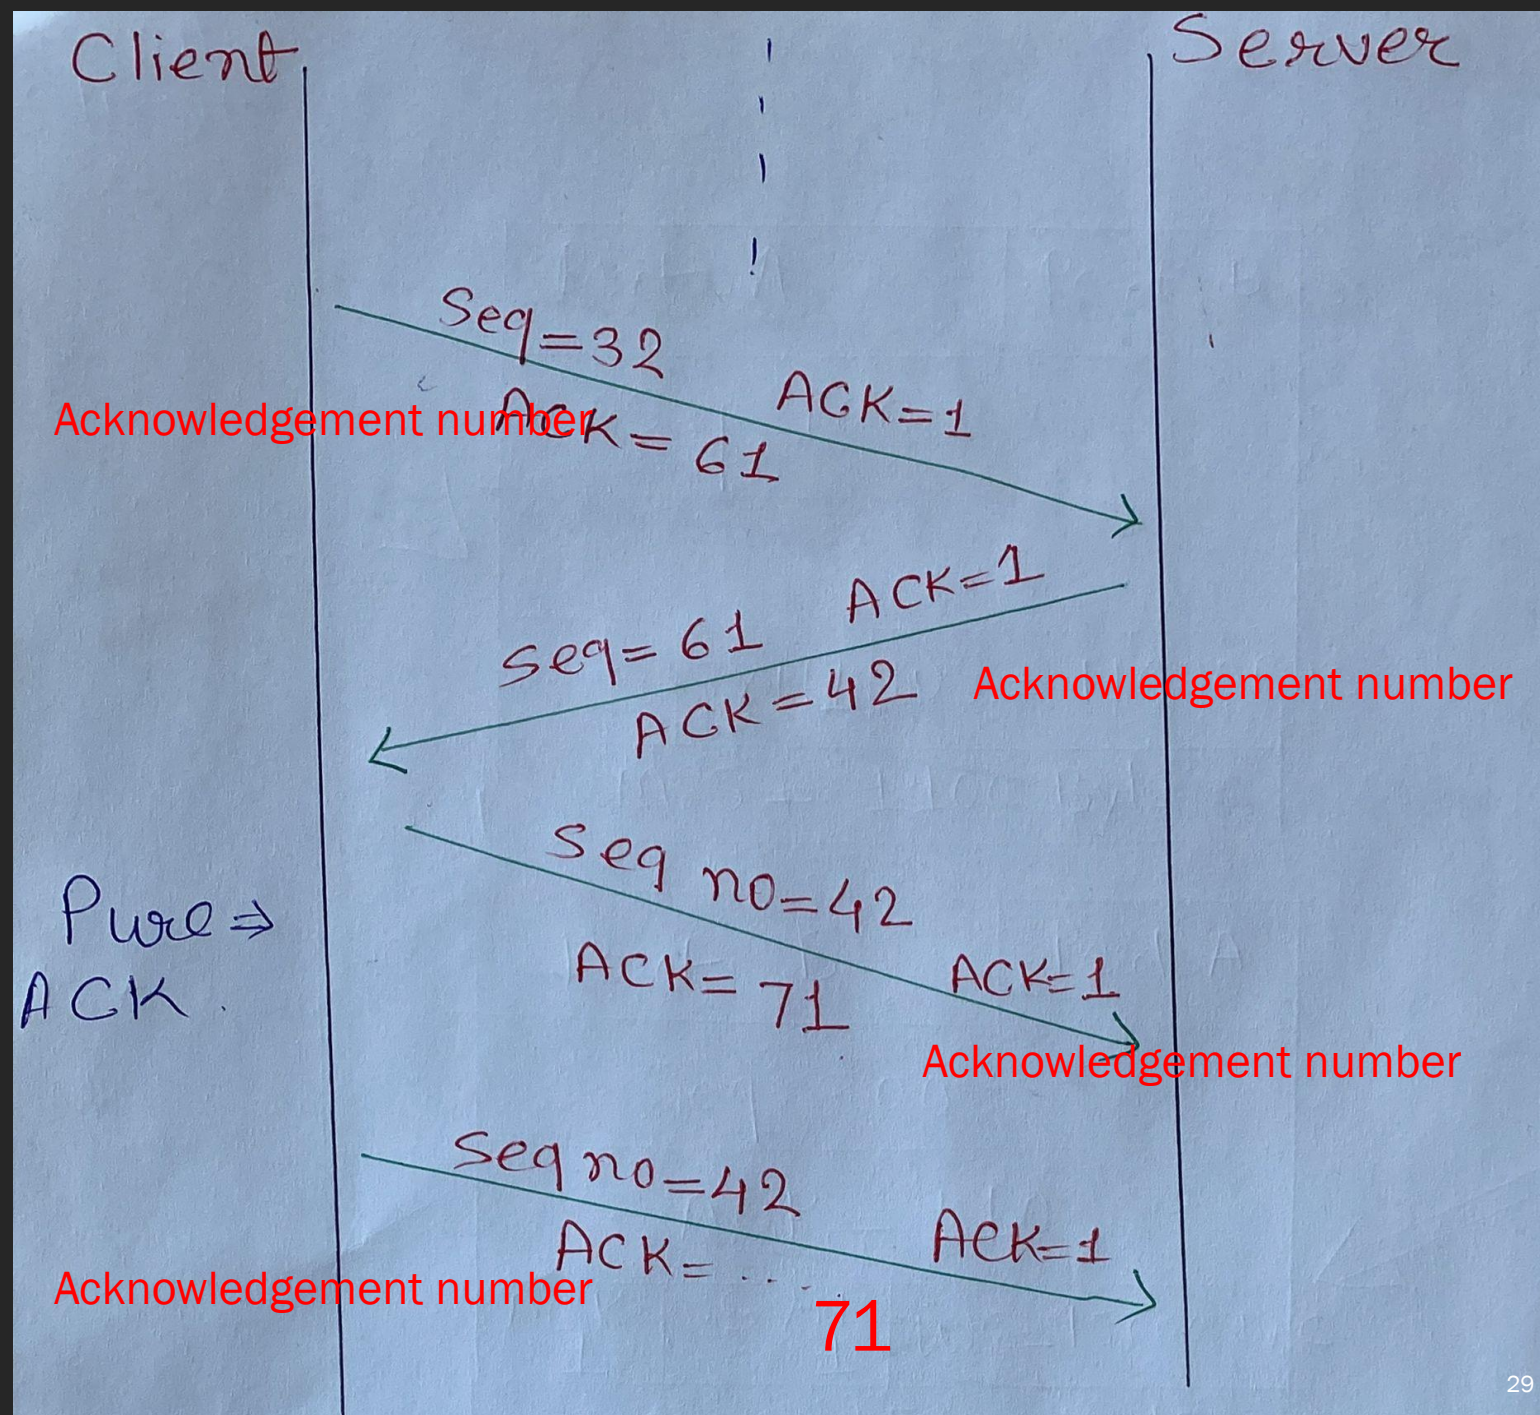 Client
Server
Seq=32
ACK=1
Acknowledgement number
ACK= 61
ACK=1
Seq= 61
ACK=42
Acknowledgement number
Seq no=42
Pure⇒
ACK.
ACK= 71
ACK=1
Acknowledgement number
Seq no=42
ACK=1
ACK= ....
Acknowledgement number
71
29